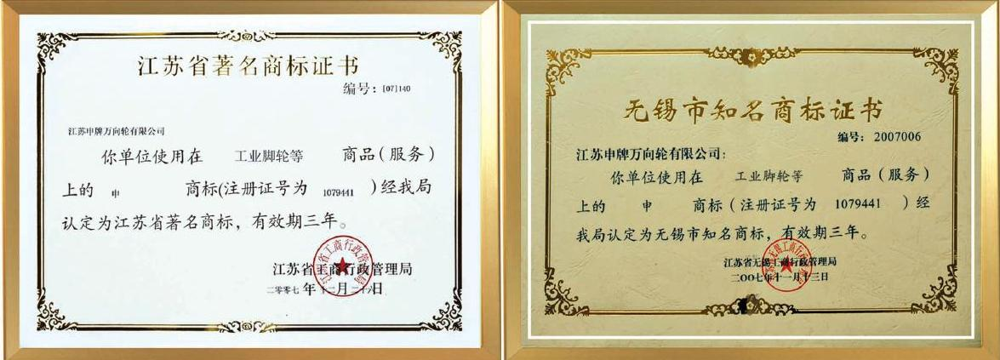 江苏省著名商标证书
编号：[07]140
江苏申牌万向轮有限公司
你单位使用在 工业脚轮等 商品（服务）
上的 申 商标(注册证号为 1079441 )经我局
认定为江苏省著名商标，有效期三年。
江苏省工商行政管理局
二零零七年十二月二十六日
无锡市知名商标证书
编号：2007006
江苏申牌万向轮有限公司：
你单位使用在 工业脚轮等 商品（服务）
上的 申 商标（注册证号为 1079441 ）经
我局认定为无锡市知名商标，有效期三年。
江苏省无锡工商行政管理局
二〇〇七年十一月十三日